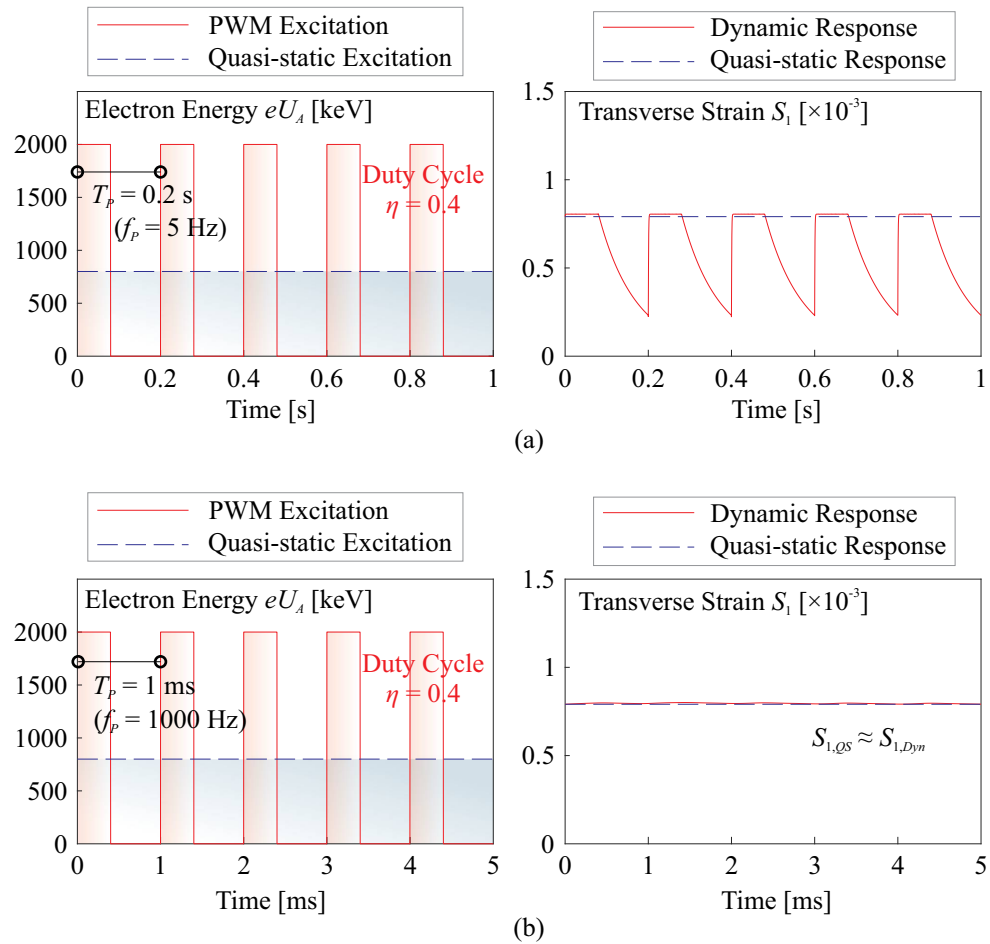 PWM Excitation
Quasi-static Excitation
Electron Energy eU_A [keV]
2000
1500
1000
500
0
T_P = 0.2 s
(f_P = 5 Hz)
Duty Cycle
η = 0.4
0 0.2 0.4 0.6 0.8 1
Time [s]
Dynamic Response
Quasi-static Response
Transverse Strain S_1 [×10^-3]
1.5
1
0.5
0
0 0.2 0.4 0.6 0.8 1
Time [s]
(a)
PWM Excitation
Quasi-static Excitation
Electron Energy eU_A [keV]
2000
1500
1000
500
0
T_P = 1 ms
(f_P = 1000 Hz)
Duty Cycle
η = 0.4
0 1 2 3 4 5
Time [ms]
Dynamic Response
Quasi-static Response
Transverse Strain S_1 [×10^-3]
1.5
1
0.5
0
S_1,QS ≈ S_1,Dyn
0 1 2 3 4 5
Time [ms]
(b)